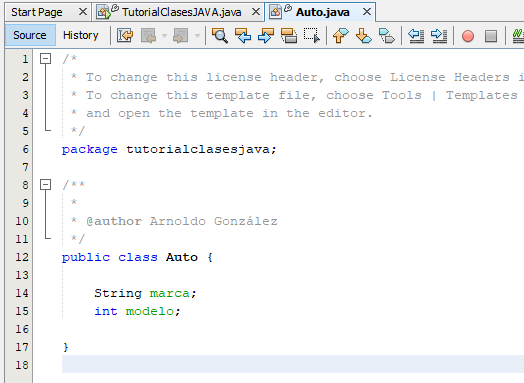 Start Page TutorialClasesJAVA.java Auto.java
Source History
1 /*
2 * To change this license header, choose License Headers i
3 * To change this template file, choose Tools | Templates
4 * and open the template in the editor.
5 */
6 package tutorialclasesjava;
7
8 /**
9 *
10 * @author Arnoldo González
11 */
12 public class Auto {
13
14 String marca;
15 int modelo;
16
17 }
18